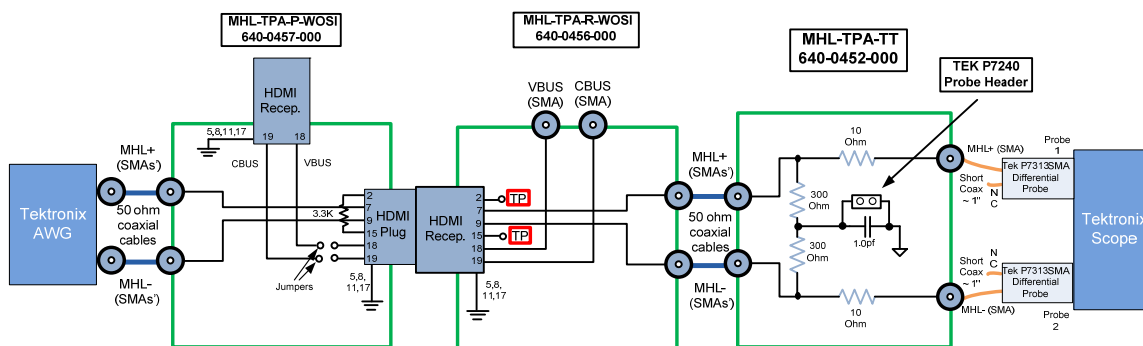 MHL-TPA-P-WOSI
640-0457-000
MHL-TPA-R-WOSI
640-0456-000
MHL-TPA-TT
640-0452-000
TEK P7240
Probe Header
HDMI
Recep.
19 18
5,8,11,17
CBUS
VBUS
VBUS
(SMA)
CBUS
(SMA)
Tektronix
AWG
MHL+
(SMAs')
50 ohm
coaxial
cables
MHL-
(SMAs')
3.3K
Jumpers
2
7
9
15
18
19
HDMI
Plug
5,8,
11,17
HDMI
Recep.
2
7
9
15
18
19
TP
TP
5,8,
11,17
MHL+
(SMAs')
50 ohm
coaxial
cables
MHL-
(SMAs')
10
Ohm
300
Ohm
300
Ohm
1.0pf
10
Ohm
MHL+ (SMA)
Short
Coax
~ 1"
N
C
Probe
1
Tek P7313SMA
Differential
Probe
Short
Coax
~ 1"
N
C
Tek P7313SMA
Differential
Probe
MHL- (SMA)
Probe
2
Tektronix
Scope